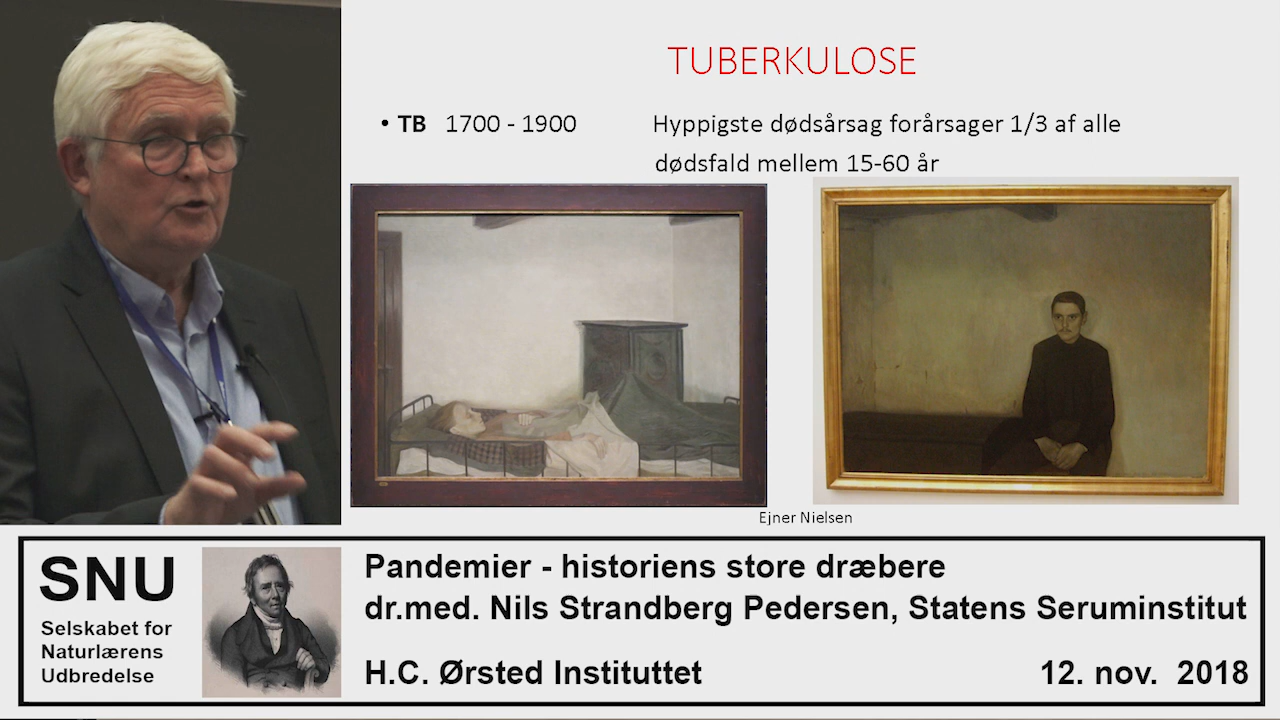 TUBERKULOSE
• TB 1700 - 1900 Hyppigste dødsårsag forårsager 1/3 af alle
dødsfald mellem 15-60 år
Ejner Nielsen
SNU
Selskabet for
Naturlærens
Udbredelse
Pandemier - historiens store dræbere
dr.med. Nils Strandberg Pedersen, Statens Seruminstitut
H.C. Ørsted Instituttet 12. nov. 2018